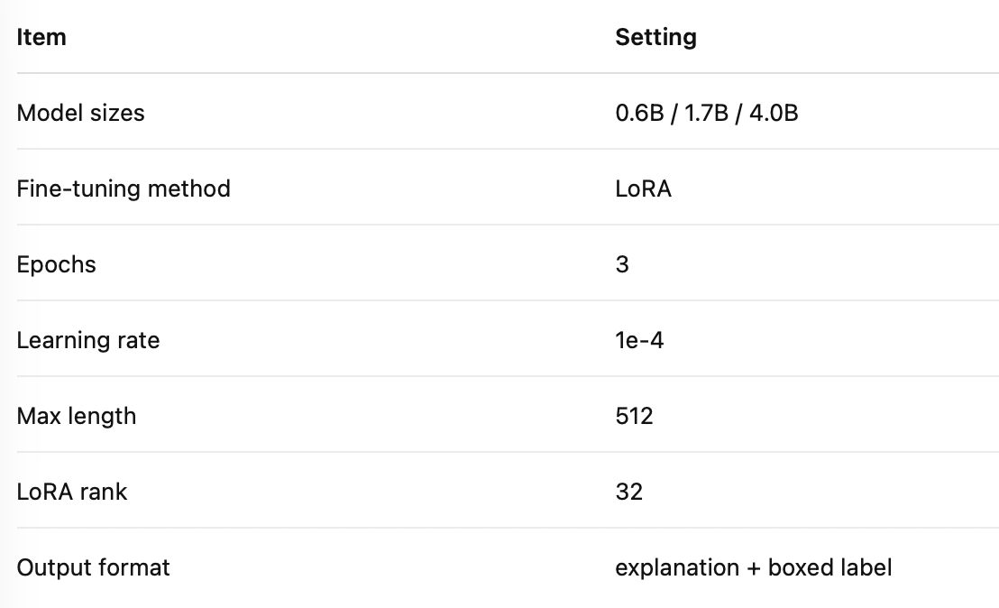 Item Setting
Model sizes 0.6B / 1.7B / 4.0B
Fine-tuning method LoRA
Epochs 3
Learning rate 1e-4
Max length 512
LoRA rank 32
Output format explanation + boxed label